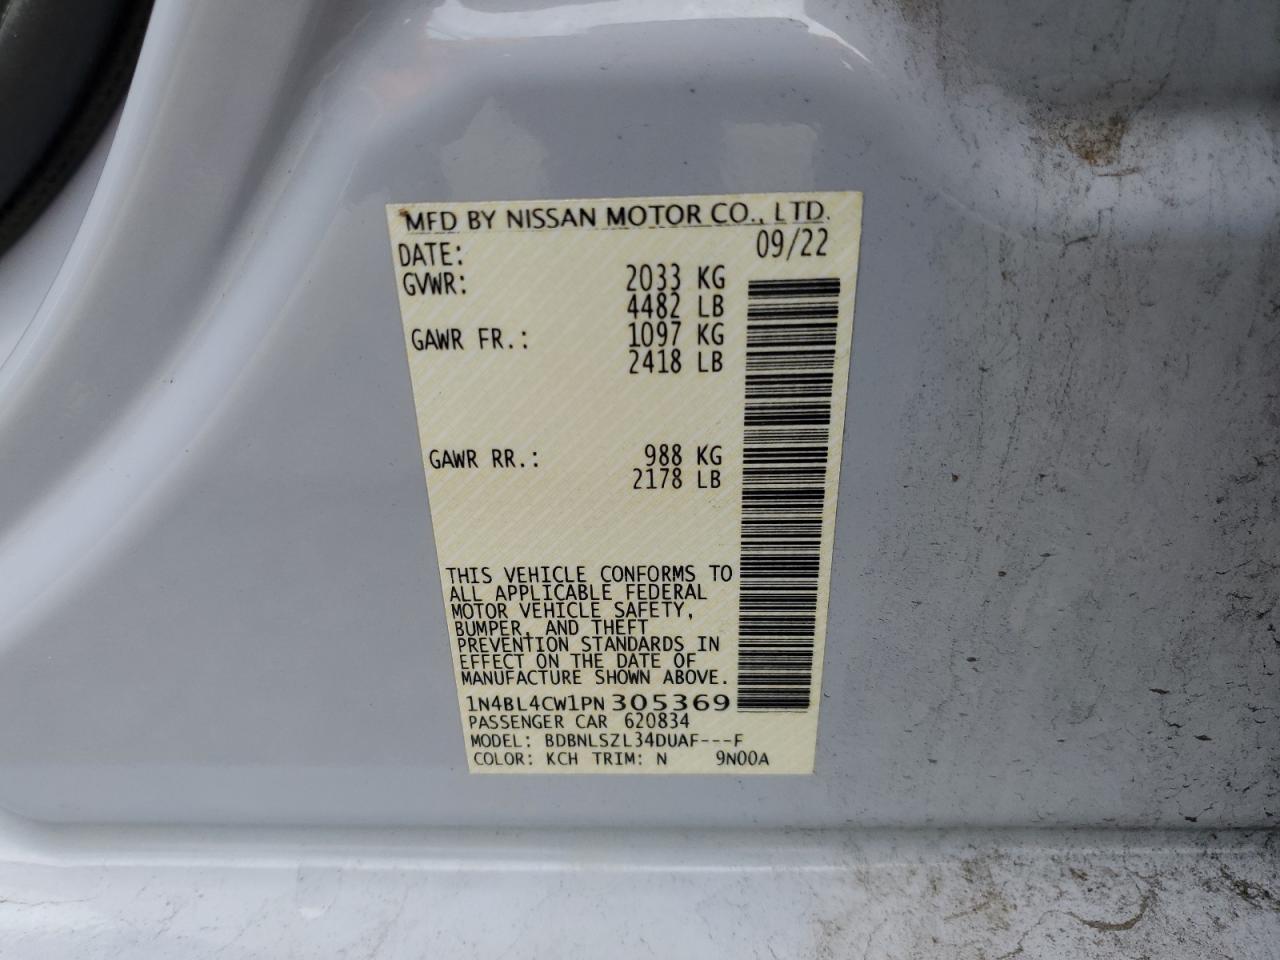 MFD BY NISSAN MOTOR CO., LTD.
DATE: 09/22
GVWR: 2033 KG
4482 LB
GAWR FR.: 1097 KG
2418 LB
GAWR RR.: 988 KG
2178 LB
THIS VEHICLE CONFORMS TO
ALL APPLICABLE FEDERAL
MOTOR VEHICLE SAFETY,
BUMPER, AND THEFT
PREVENTION STANDARDS IN
EFFECT ON THE DATE OF
MANUFACTURE SHOWN ABOVE.
1N4BL4CW1PN305369
PASSENGER CAR 620834
MODEL: BDBNLSZL34DUAF---F
COLOR: KCH TRIM: N 9N00A